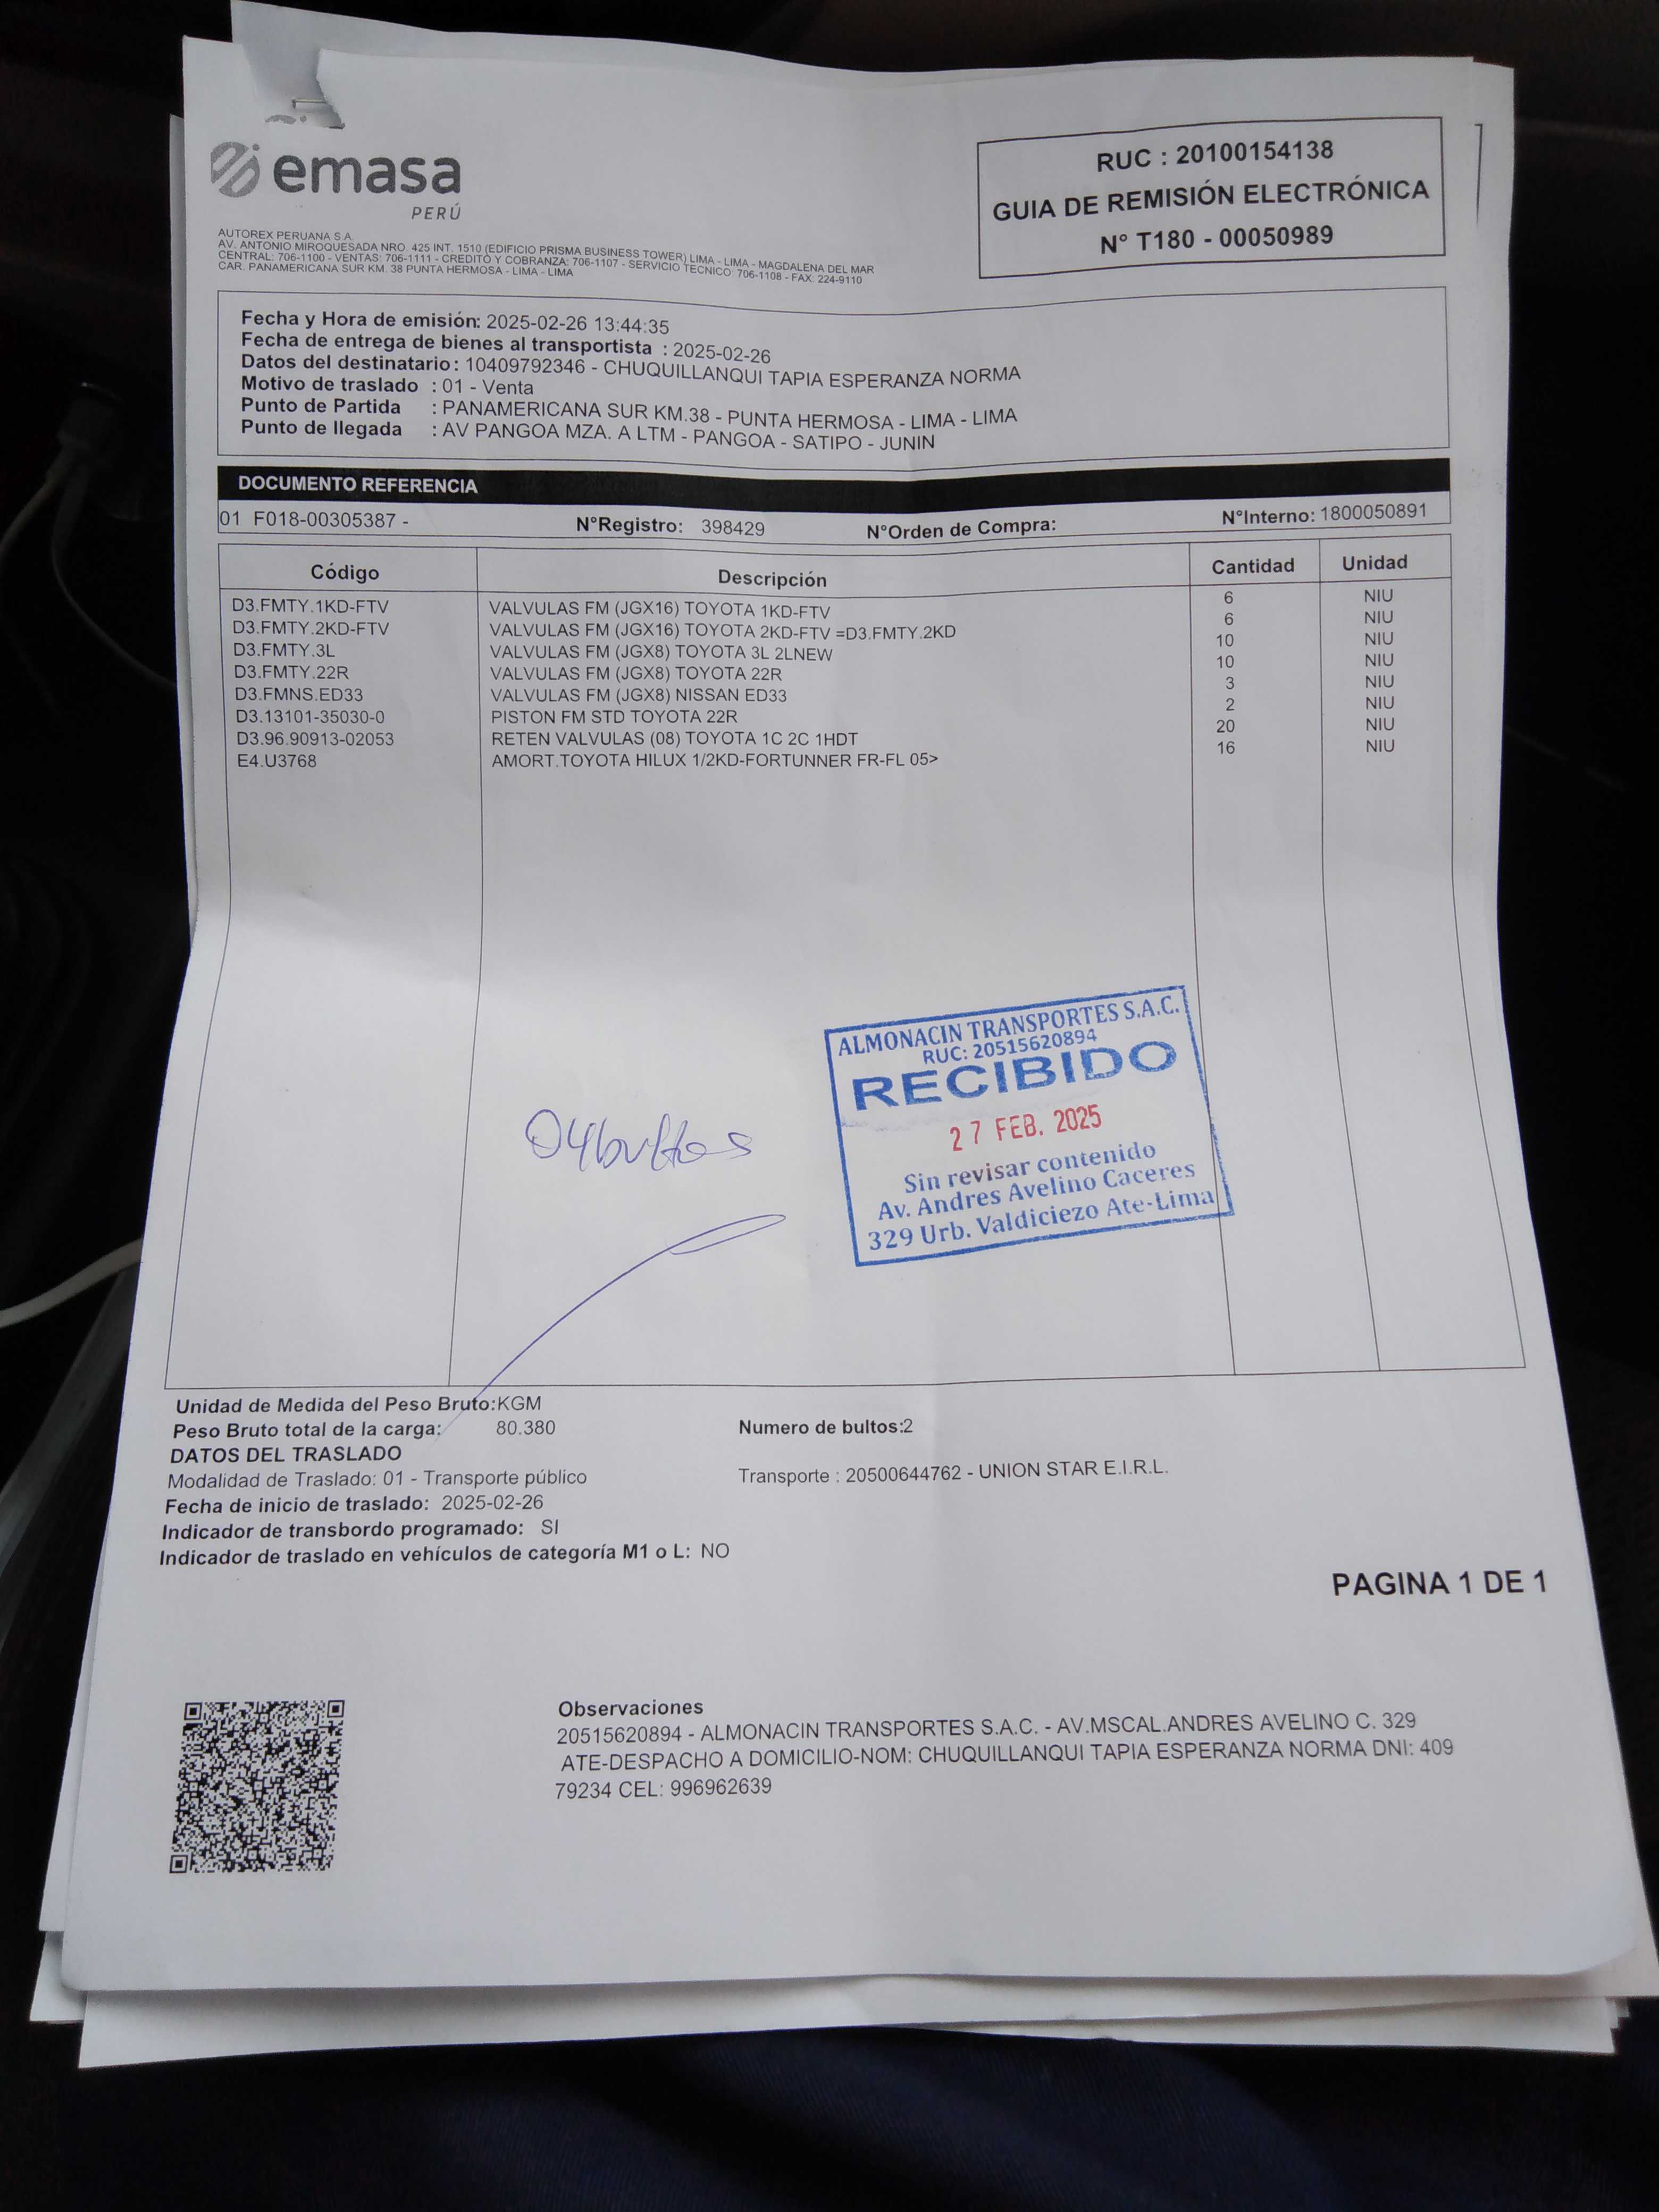 emasa
PERÚ
RUC : 20100154138
GUIA DE REMISIÓN ELECTRÓNICA
N° T180 - 00050989
AUTOREX PERUANA S.A.
AV. ANTONIO MIROQUESADA NRO. 425 INT. 1510 (EDIFICIO PRISMA BUSINESS TOWER) LIMA - LIMA - MAGDALENA DEL MAR
CENTRAL: 706-1100 - VENTAS: 706-1111 - CREDITO Y COBRANZA: 706-1107 - SERVICIO TECNICO: 706-1108 - FAX: 224-9110
CAR. PANAMERICANA SUR KM. 38 PUNTA HERMOSA - LIMA - LIMA
Fecha y Hora de emisión: 2025-02-26 13:44:35
Fecha de entrega de bienes al transportista : 2025-02-26
Datos del destinatario : 10409792346 - CHUQUILLANQUI TAPIA ESPERANZA NORMA
Motivo de traslado : 01 - Venta
Punto de Partida : PANAMERICANA SUR KM.38 - PUNTA HERMOSA - LIMA - LIMA
Punto de llegada : AV PANGOA MZA. A LTM - PANGOA - SATIPO - JUNIN
DOCUMENTO REFERENCIA
01 F018-00305387 - N°Registro: 398429 N°Orden de Compra: N°Interno: 1800050891
Código Descripción Cantidad Unidad
D3.FMTY.1KD-FTV VALVULAS FM (JGX16) TOYOTA 1KD-FTV 6 NIU
D3.FMTY.2KD-FTV VALVULAS FM (JGX16) TOYOTA 2KD-FTV =D3.FMTY.2KD 6 NIU
D3.FMTY.3L VALVULAS FM (JGX8) TOYOTA 3L 2LNEW 10 NIU
D3.FMTY.22R VALVULAS FM (JGX8) TOYOTA 22R 10 NIU
D3.FMNS.ED33 VALVULAS FM (JGX8) NISSAN ED33 3 NIU
D3.13101-35030-0 PISTON FM STD TOYOTA 22R 2 NIU
D3.96.90913-02053 RETEN VALVULAS (08) TOYOTA 1C 2C 1HDT 20 NIU
E4.U3768 AMORT.TOYOTA HILUX 1/2KD-FORTUNNER FR-FL 05> 16 NIU
ALMONACIN TRANSPORTES S.A.C.
RUC: 20515620894
RECIBIDO
27 FEB. 2025
Sin revisar contenido
Av. Andres Avelino Caceres
329 Urb. Valdiciezo Ate-Lima
04 bultos
Unidad de Medida del Peso Bruto:KGM
Peso Bruto total de la carga: 80.380 Numero de bultos:2
DATOS DEL TRASLADO
Modalidad de Traslado: 01 - Transporte público Transporte : 20500644762 - UNION STAR E.I.R.L.
Fecha de inicio de traslado: 2025-02-26
Indicador de transbordo programado: SI
Indicador de traslado en vehículos de categoría M1 o L: NO
PAGINA 1 DE 1
Observaciones
20515620894 - ALMONACIN TRANSPORTES S.A.C. - AV.MSCAL.ANDRES AVELINO C. 329
ATE-DESPACHO A DOMICILIO-NOM: CHUQUILLANQUI TAPIA ESPERANZA NORMA DNI: 409
79234 CEL: 996962639